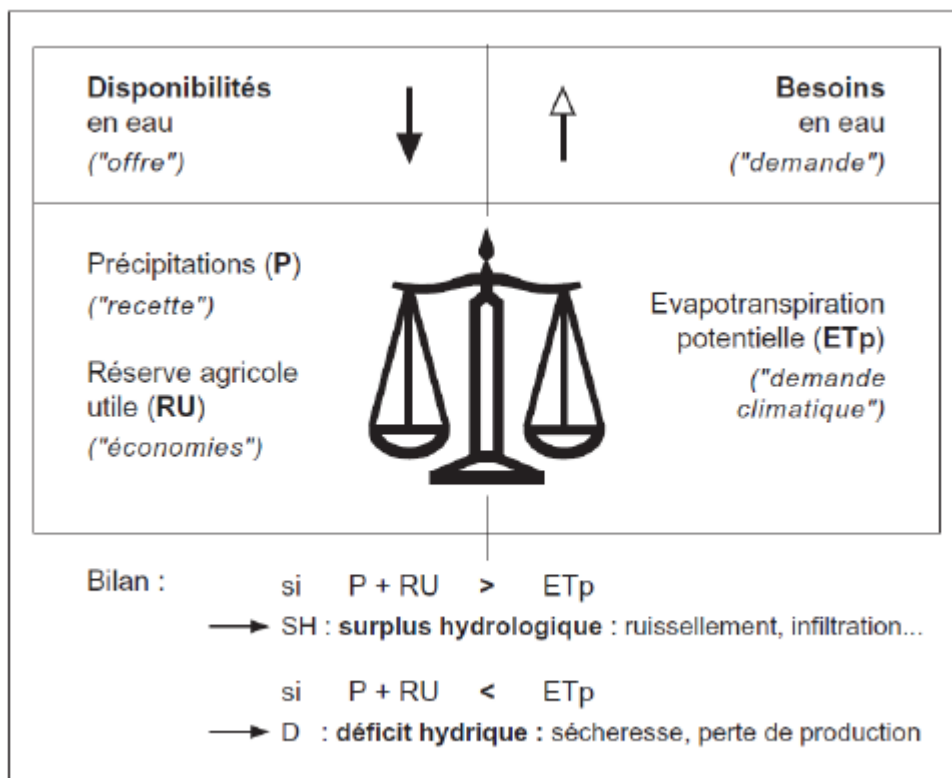 Disponibilités
en eau
("offre")
Besoins
en eau
("demande")
Précipitations (P)
("recette")
Réserve agricole
utile (RU)
("économies")
Evapotranspiration
potentielle (ETp)
("demande
climatique")
Bilan :
si P + RU > ETp
SH : surplus hydrologique : ruissellement, infiltration...
si P + RU < ETp
D : déficit hydrique : sécheresse, perte de production